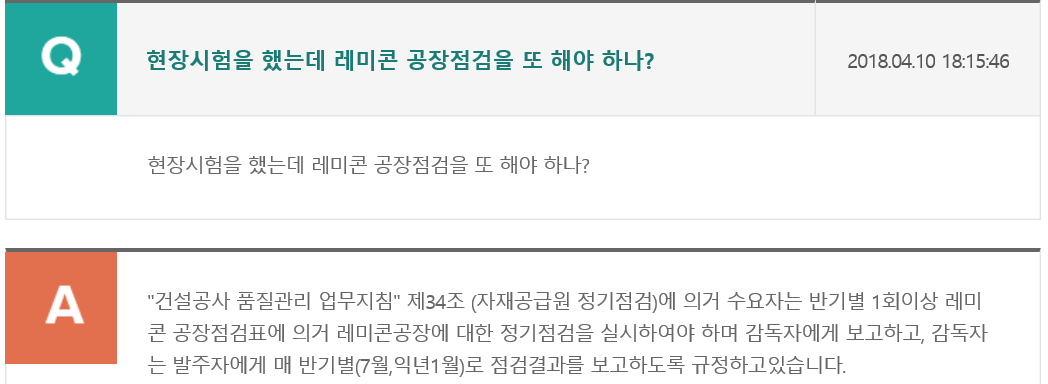 Q
현장시험을 했는데 레미콘 공장점검을 또 해야 하나?
2018.04.10 18:15:46
현장시험을 했는데 레미콘 공장점검을 또 해야 하나?
A
"건설공사 품질관리 업무지침" 제34조 (자재공급원 정기점검)에 의거 수요자는 반기별 1회이상 레미
콘 공장점검표에 의거 레미콘공장에 대한 정기점검을 실시하여야 하며 감독자에게 보고하고, 감독자
는 발주자에게 매 반기별(7월,익년1월)로 점검결과를 보고하도록 규정하고있습니다.